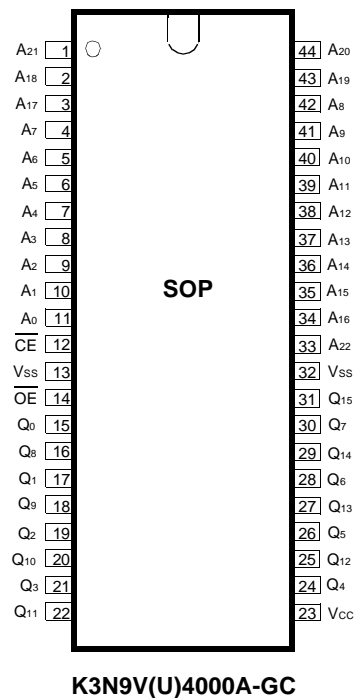 A21 1 44 A20
A18 2 43 A19
A17 3 42 A8
A7 4 41 A9
A6 5 40 A10
A5 6 39 A11
A4 7 38 A12
A3 8 37 A13
A2 9 36 A14
A1 10 SOP 35 A15
A0 11 34 A16
CE 12 33 A22
VSS 13 32 VSS
OE 14 31 Q15
Q0 15 30 Q7
Q8 16 29 Q14
Q1 17 28 Q6
Q9 18 27 Q13
Q2 19 26 Q5
Q10 20 25 Q12
Q3 21 24 Q4
Q11 22 23 VCC
K3N9V(U)4000A-GC